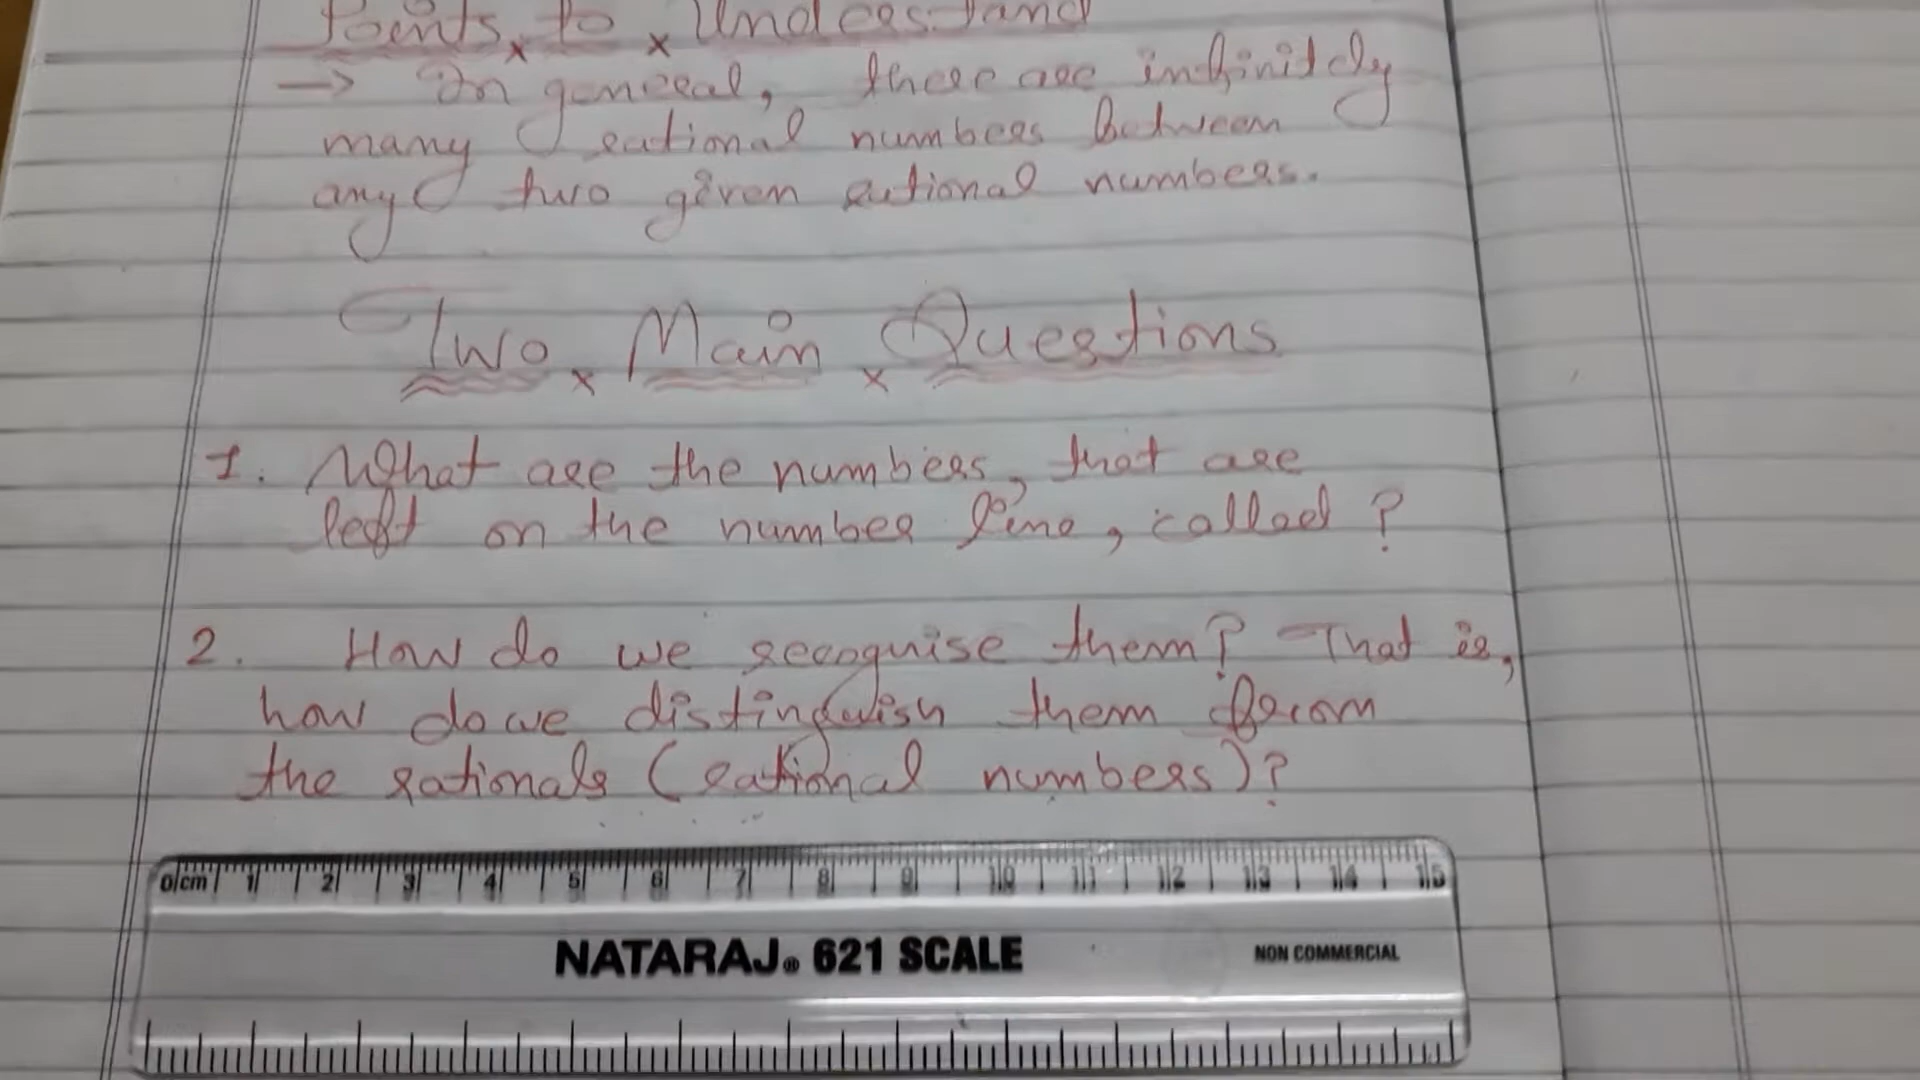 Points to Understand
→ In general, there are infinitely
many rational numbers between
any two given rational numbers.
Two Main Questions
1. What are the numbers, that are
left on the number line, called ?
2. How do we recognise them? That is,
how do we distinguish them from
the rationals (rational numbers)?
0 cm 1 2 3 4 5 6 7 8 9 10 11 12 13 14 15
NATARAJ® 621 SCALE
NON COMMERCIAL